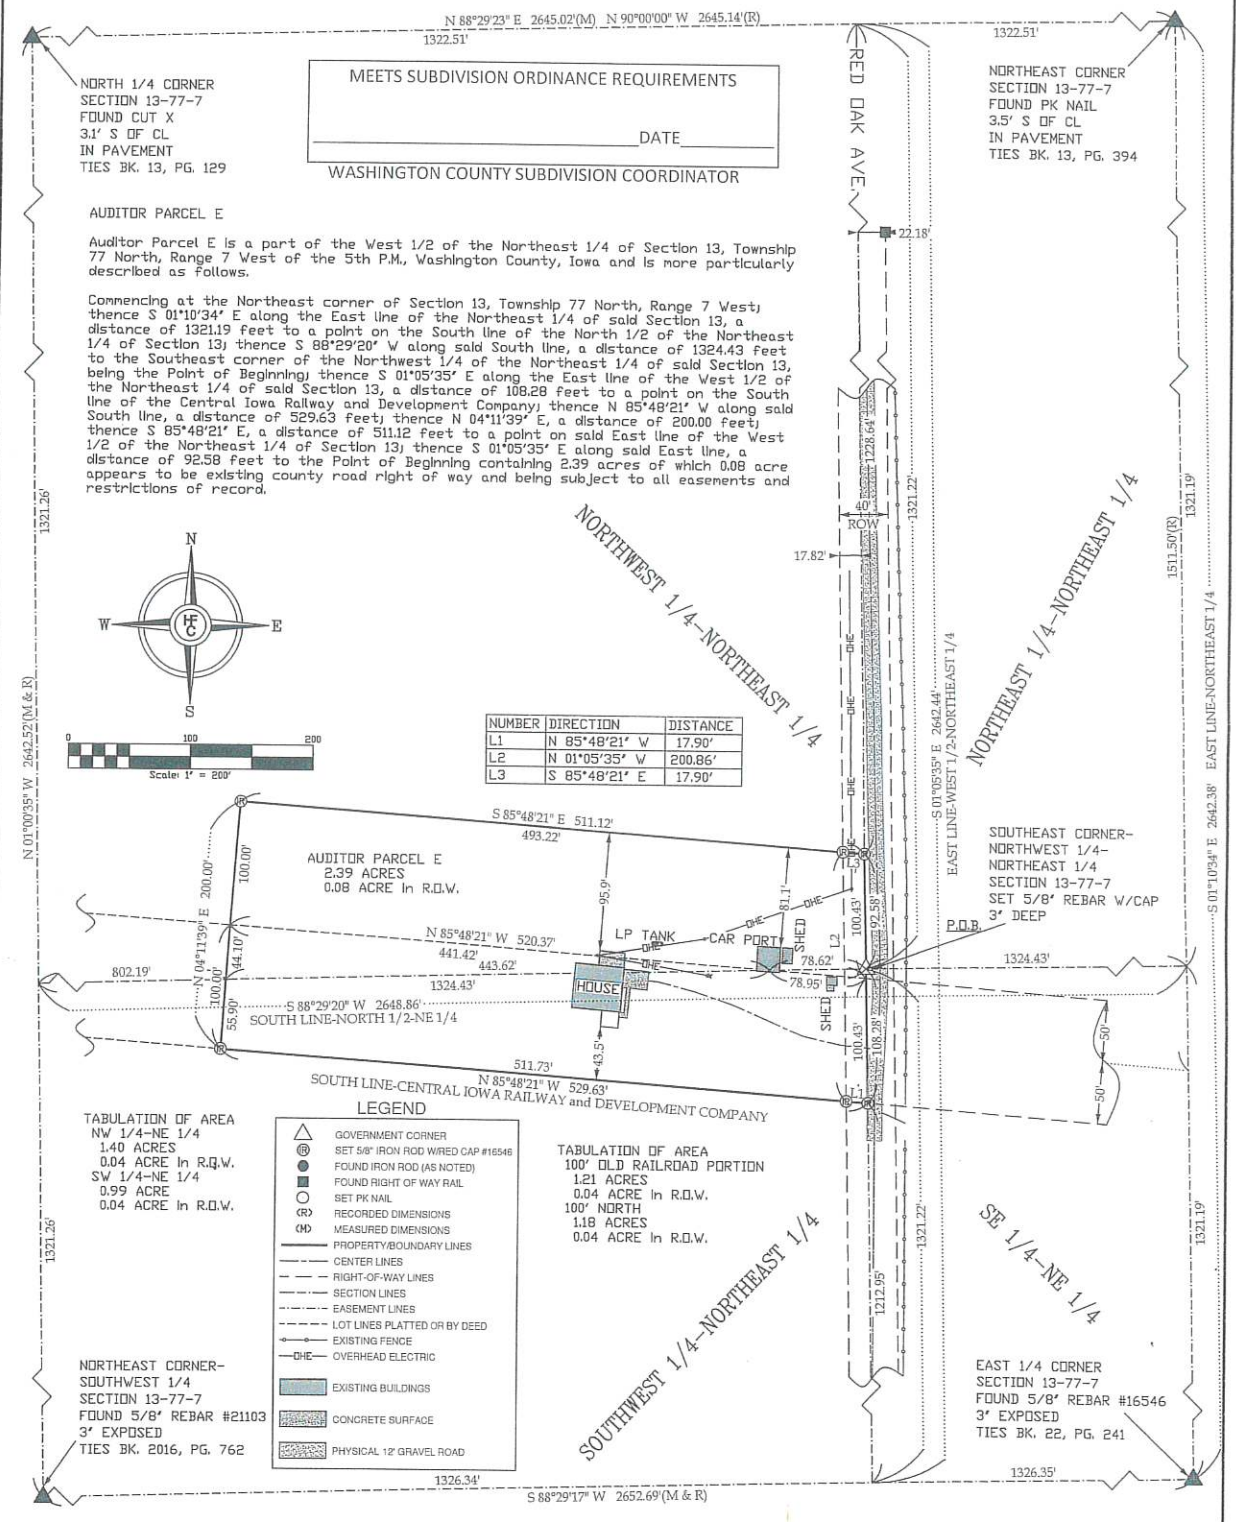 N 88°29'23" E 2645.02'(M) N 90°00'00" W 2645.14'(R)
1322.51'
1322.51'
NORTH 1/4 CORNER
SECTION 13-77-7
FOUND CUT X
3.1' S OF CL
IN PAVEMENT
TIES BK. 13, PG. 129
MEETS SUBDIVISION ORDINANCE REQUIREMENTS
DATE
WASHINGTON COUNTY SUBDIVISION COORDINATOR
RED OAK AVE.
NORTHEAST CORNER
SECTION 13-77-7
FOUND PK NAIL
3.5' S OF CL
IN PAVEMENT
TIES BK. 13, PG. 394
22.18'
AUDITOR PARCEL E
Auditor Parcel E is a part of the West 1/2 of the Northeast 1/4 of Section 13, Township
77 North, Range 7 West of the 5th P.M., Washington County, Iowa and is more particularly
described as follows.
Commencing at the Northeast corner of Section 13, Township 77 North, Range 7 West;
thence S 01°10'34" E along the East line of the Northeast 1/4 of said Section 13, a
distance of 1321.19 feet to a point on the South line of the North 1/2 of the Northeast
1/4 of Section 13; thence S 88°29'20" W along said South line, a distance of 1324.43 feet
to the Southeast corner of the Northwest 1/4 of the Northeast 1/4 of said Section 13,
being the Point of Beginning; thence S 01°05'35" E along the East line of the West 1/2 of
the Northeast 1/4 of said Section 13, a distance of 108.28 feet to a point on the South
line of the Central Iowa Railway and Development Company; thence N 85°48'21" W along said
South line, a distance of 529.63 feet; thence N 04°11'39" E, a distance of 200.00 feet;
thence S 85°48'21" E, a distance of 511.12 feet to a point on said East line of the West
1/2 of the Northeast 1/4 of Section 13; thence S 01°05'35" E along said East line, a
distance of 92.58 feet to the Point of Beginning containing 2.39 acres of which 0.08 acre
appears to be existing county road right of way and being subject to all easements and
restrictions of record.
1321.26'
1228.64'
1321.22'
1321.19'
1511.50'(R)
40'
ROW
17.82'
NORTHWEST 1/4-NORTHEAST 1/4
NORTHEAST 1/4-NORTHEAST 1/4
N
W
HFC
E
S
N 01°00'35" W 2642.52'(M & R)
S 01°05'35" E 2642.44'
EAST LINE-WEST 1/2-NORTHEAST 1/4
S 01°10'34" E 2642.38' EAST LINE-NORTHEAST 1/4
OHE
OHE
OHE
OHE
0 100 200
Scale: 1" = 200'
NUMBER DIRECTION DISTANCE
L1 N 85°48'21" W 17.90'
L2 N 01°05'35" W 200.86'
L3 S 85°48'21" E 17.90'
S 85°48'21" E 511.12'
493.22'
AUDITOR PARCEL E
2.39 ACRES
0.08 ACRE In R.O.W.
N 04°11'39" E 200.00'
100.00'
44.10'
100.00'
55.90'
95.9'
81.1'
L3
L2
100.43'
92.58'
LP TANK
CAR PORT
SHED
OHE
OHE
OHE
OHE
N 85°48'21" W 520.37'
441.42'
443.62'
78.62'
78.95'
SHED
HOUSE
43.5'
802.19'
1324.43'
1324.43'
S 88°29'20" W 2648.86'
SOUTH LINE-NORTH 1/2-NE 1/4
100.43'
108.28'
SOUTHEAST CORNER-
NORTHWEST 1/4-
NORTHEAST 1/4
SECTION 13-77-7
SET 5/8" REBAR W/CAP
3" DEEP
P.O.B.
50'
50'
511.73'
N 85°48'21" W 529.63'
L1
SOUTH LINE-CENTRAL IOWA RAILWAY and DEVELOPMENT COMPANY
TABULATION OF AREA
NW 1/4-NE 1/4
1.40 ACRES
0.04 ACRE In R.O.W.
SW 1/4-NE 1/4
0.99 ACRE
0.04 ACRE In R.O.W.
LEGEND
GOVERNMENT CORNER
SET 5/8" IRON ROD W/RED CAP #16546
FOUND IRON ROD (AS NOTED)
FOUND RIGHT OF WAY RAIL
SET PK NAIL
(R) RECORDED DIMENSIONS
(M) MEASURED DIMENSIONS
PROPERTY/BOUNDARY LINES
CENTER LINES
RIGHT-OF-WAY LINES
SECTION LINES
EASEMENT LINES
LOT LINES PLATTED OR BY DEED
EXISTING FENCE
OHE OVERHEAD ELECTRIC
EXISTING BUILDINGS
CONCRETE SURFACE
PHYSICAL 12' GRAVEL ROAD
TABULATION OF AREA
100' OLD RAILROAD PORTION
1.21 ACRES
0.04 ACRE In R.O.W.
100' NORTH
1.18 ACRES
0.04 ACRE In R.O.W.
SOUTHWEST 1/4-NORTHEAST 1/4
SE 1/4-NE 1/4
1321.26'
1212.95'
1321.22'
1321.19'
NORTHEAST CORNER-
SOUTHWEST 1/4
SECTION 13-77-7
FOUND 5/8" REBAR #21103
3" EXPOSED
TIES BK. 2016, PG. 762
EAST 1/4 CORNER
SECTION 13-77-7
FOUND 5/8" REBAR #16546
3" EXPOSED
TIES BK. 22, PG. 241
1326.34'
1326.35'
S 88°29'17" W 2652.69'(M & R)